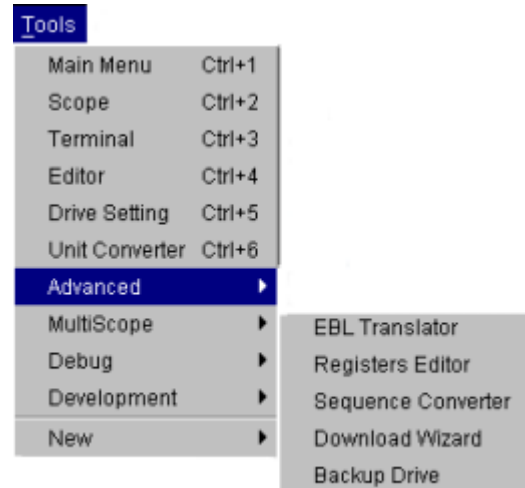 Tools
Main Menu Ctrl+1
Scope Ctrl+2
Terminal Ctrl+3
Editor Ctrl+4
Drive Setting Ctrl+5
Unit Converter Ctrl+6
Advanced
MultiScope
Debug
Development
New
EBL Translator
Registers Editor
Sequence Converter
Download Wizard
Backup Drive